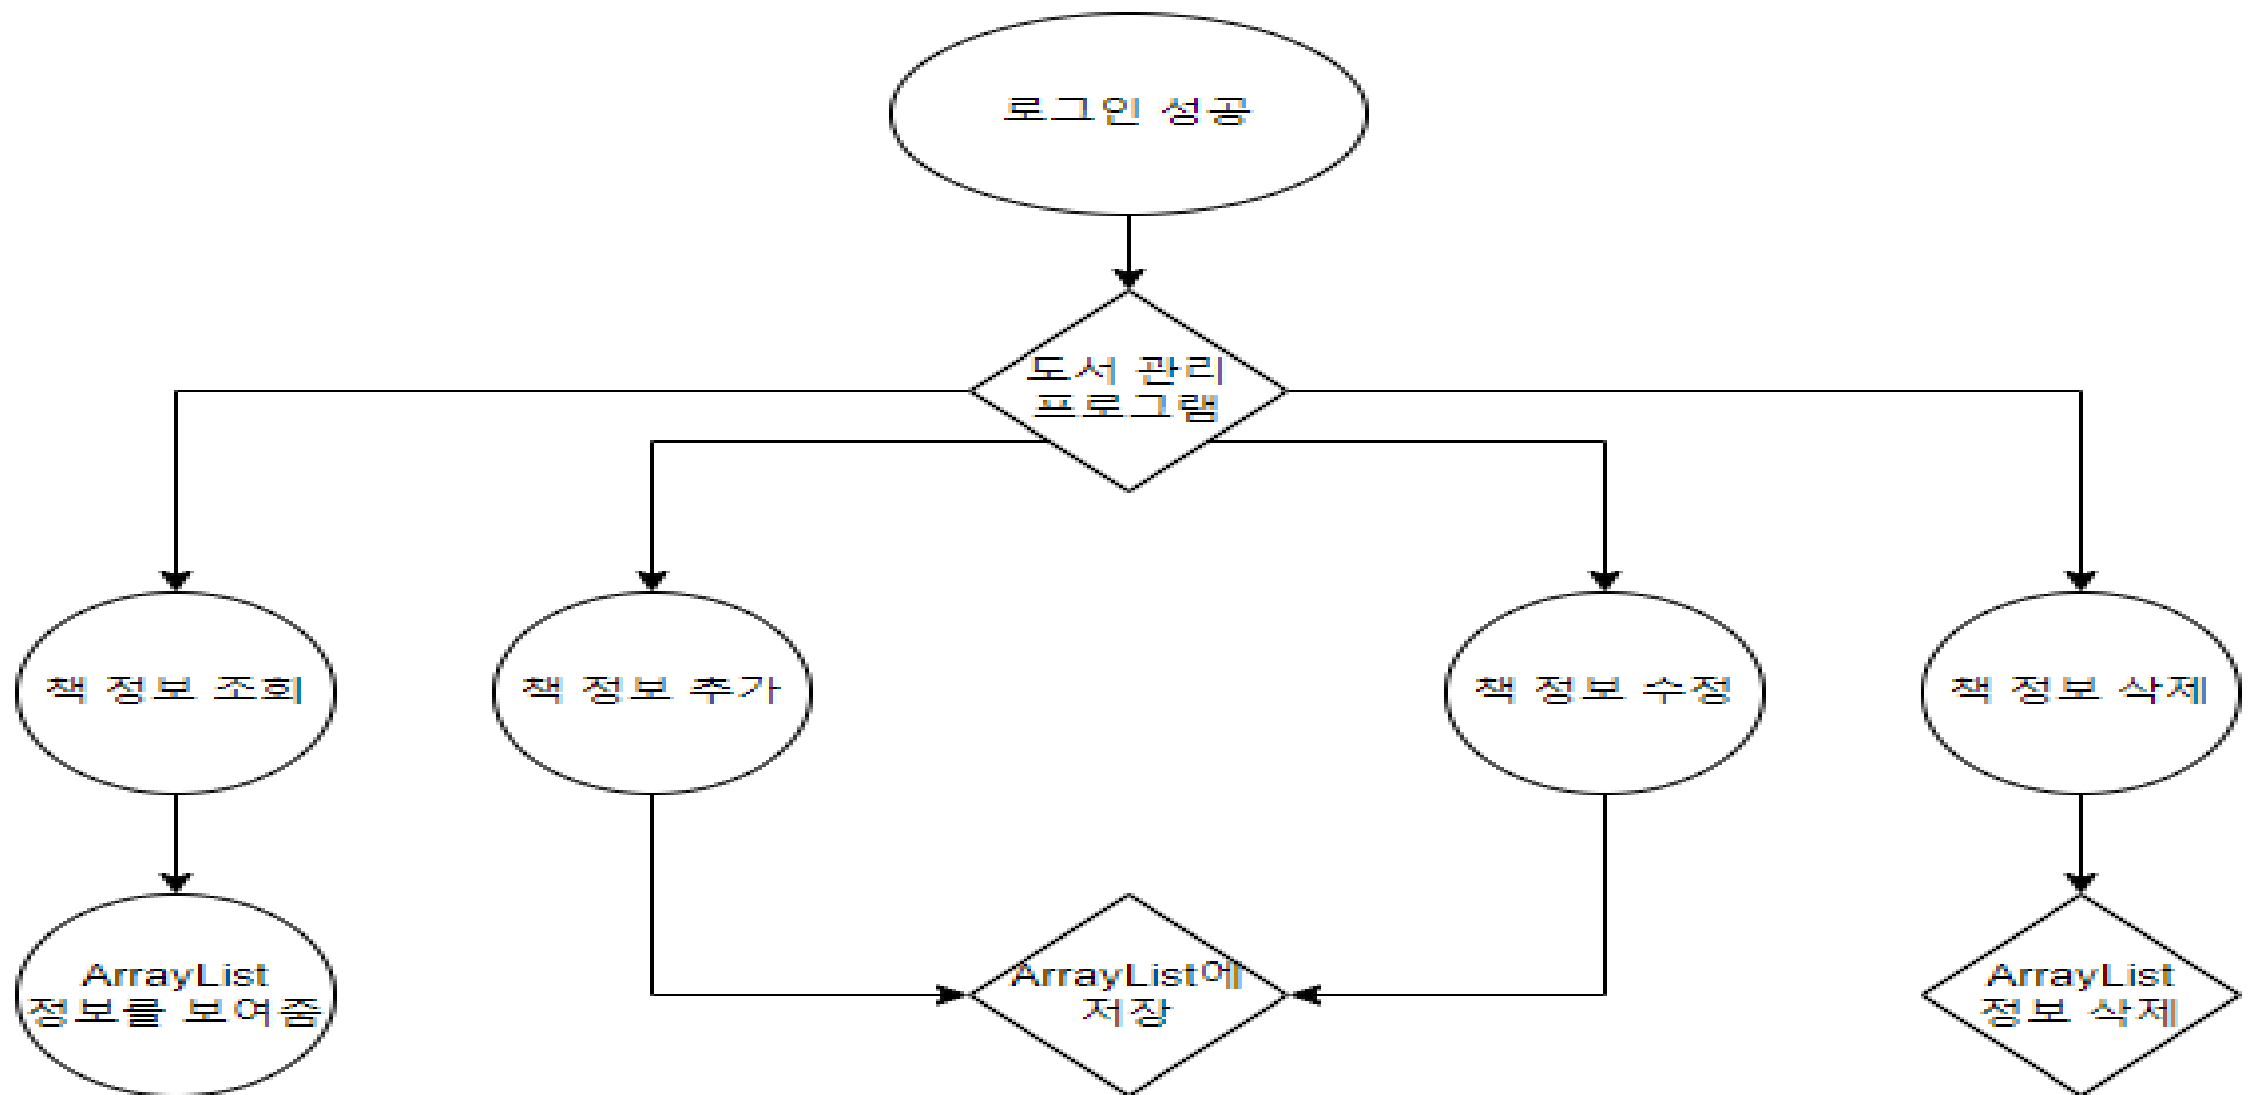 로그인 성공
도서 관리
프로그램
책 정보 조회
책 정보 추가
책 정보 수정
책 정보 삭제
ArrayList
정보를 보여줌
ArrayList에
저장
ArrayList
정보 삭제